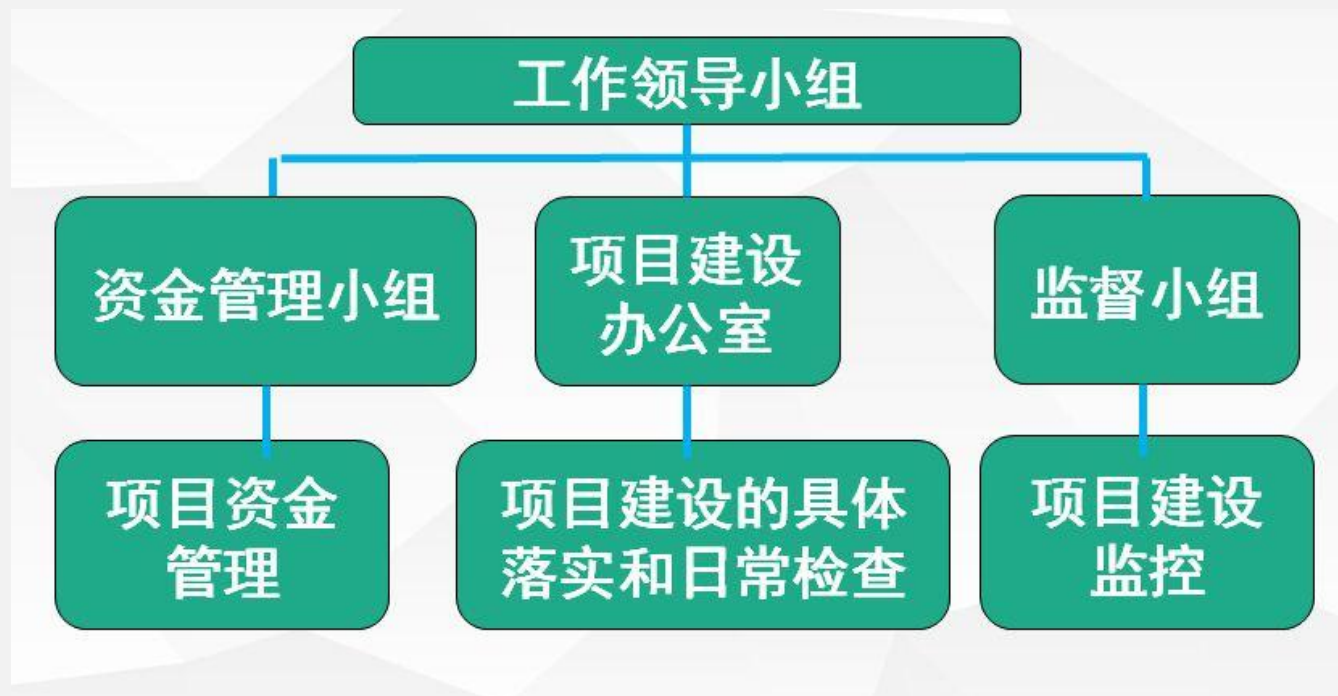 工作领导小组
资金管理小组
项目建设
办公室
监督小组
项目资金
管理
项目建设的具体
落实和日常检查
项目建设
监控